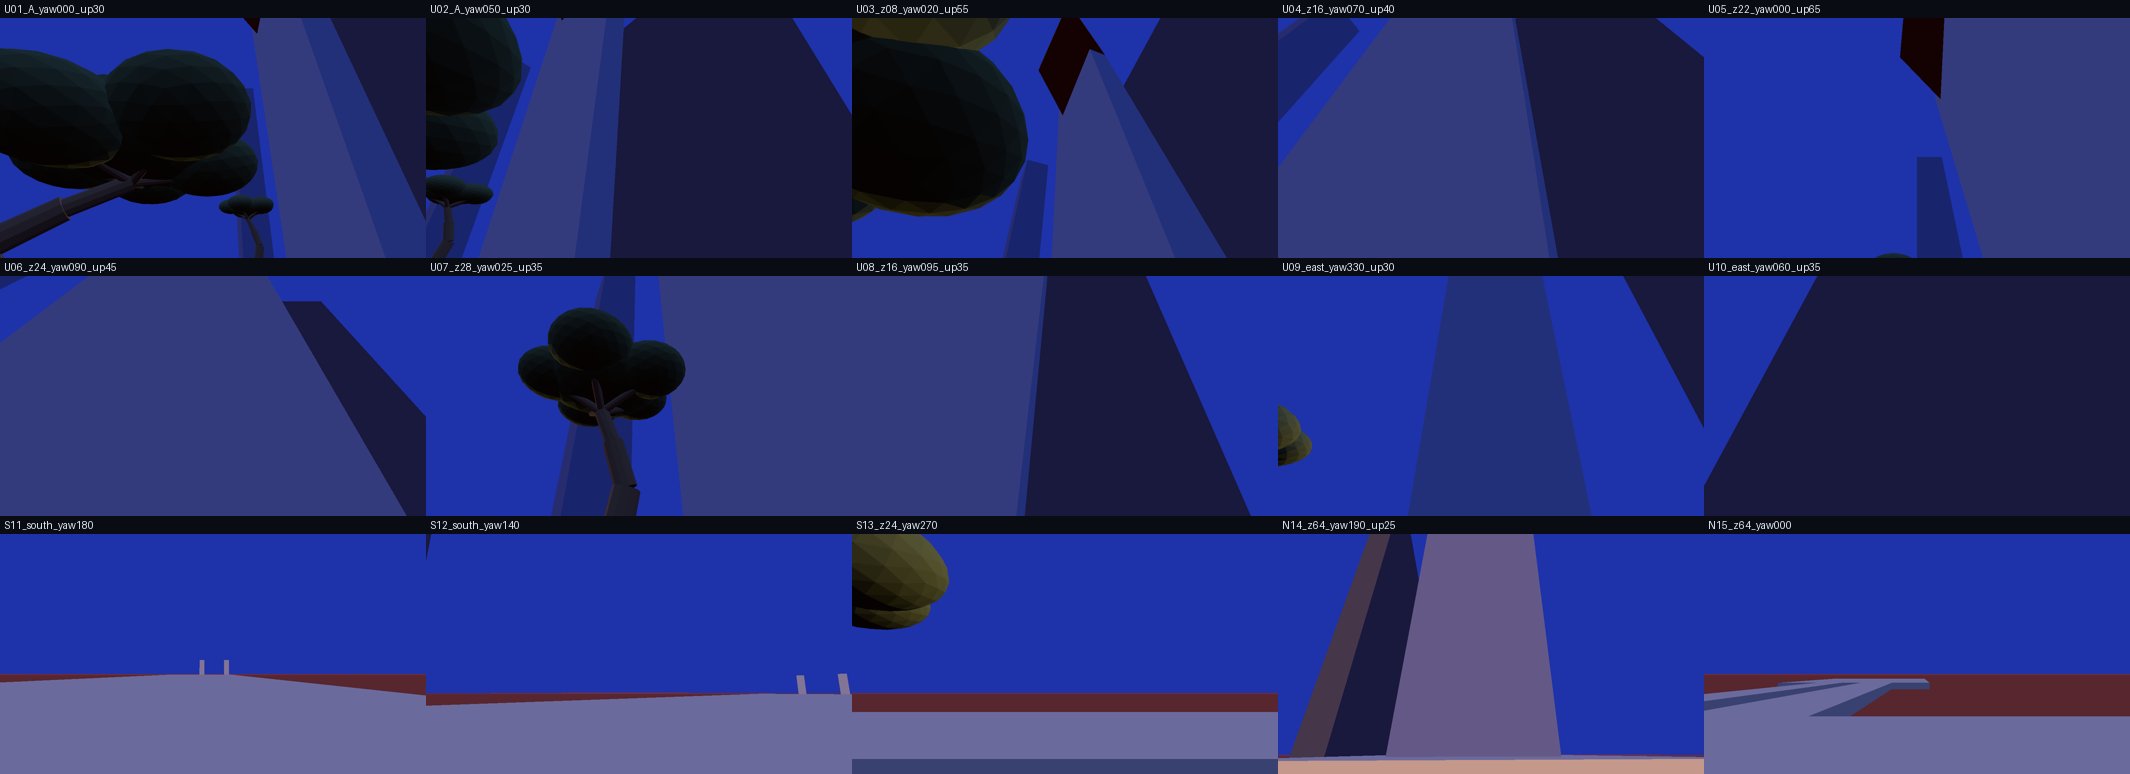 U01_A_yaw000_up30
U02_A_yaw050_up30
U03_z08_yaw020_up55
U04_z16_yaw070_up40
U05_z22_yaw000_up65
U06_z24_yaw090_up45
U07_z28_yaw025_up35
U08_z16_yaw095_up35
U09_east_yaw330_up30
U10_east_yaw060_up35
S11_south_yaw180
S12_south_yaw140
S13_z24_yaw270
N14_z64_yaw190_up25
N15_z64_yaw000